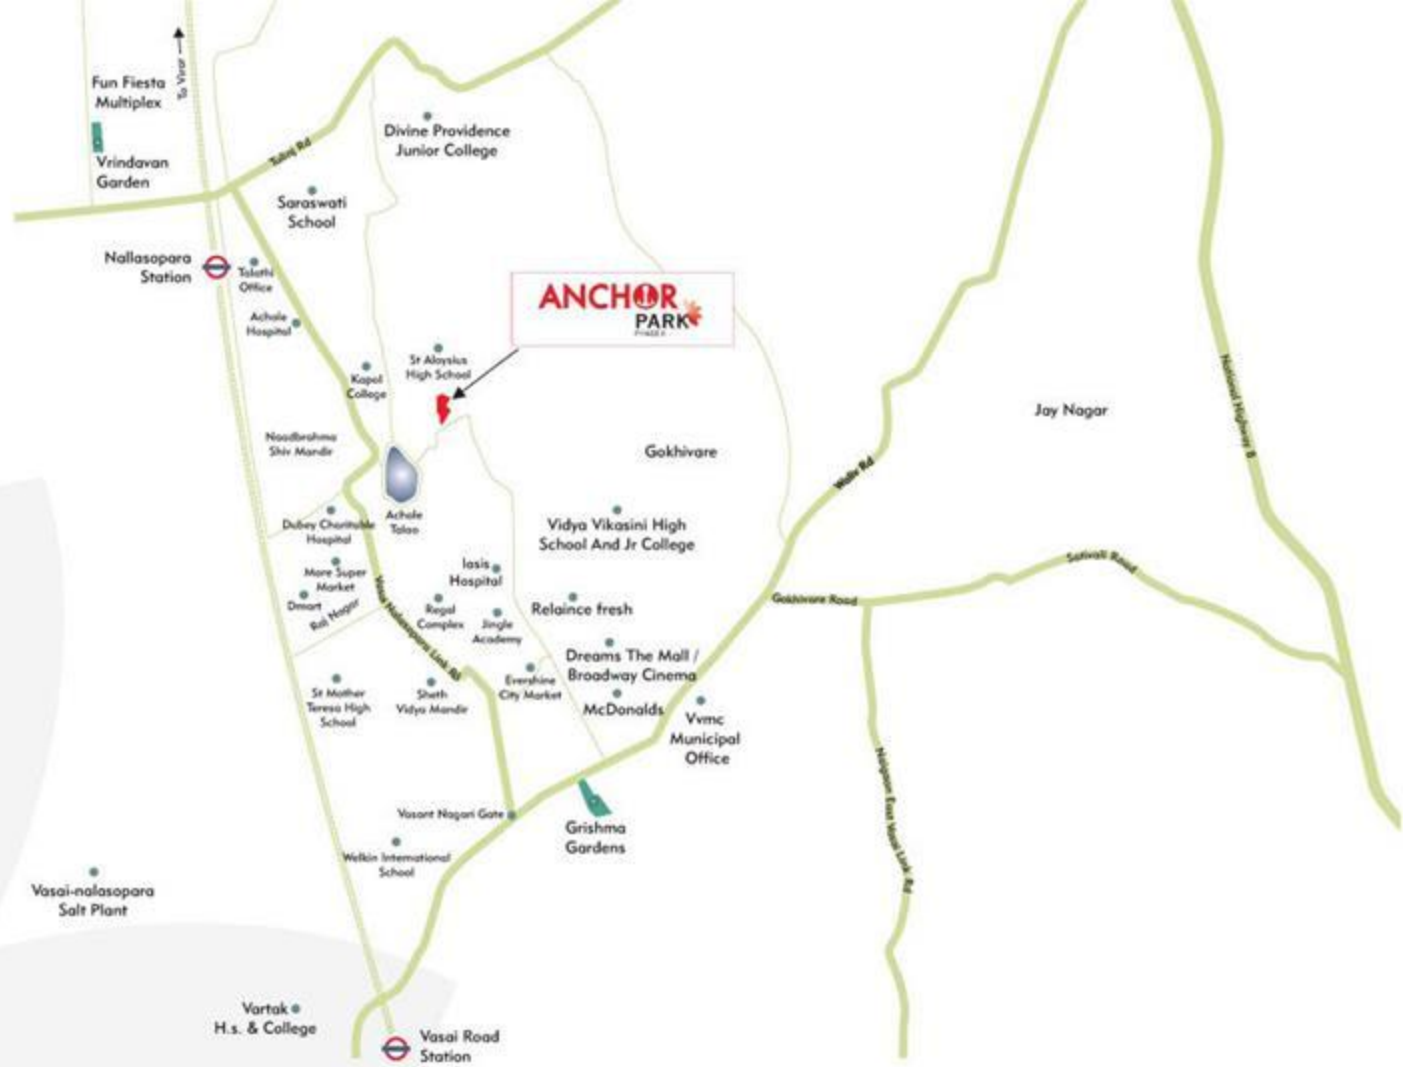 To Virar
Fun Fiesta
Multiplex
Vrindavan
Garden
Tulinj Rd
Divine Providence
Junior College
Saraswati
School
Nallasopara
Station
Talathi
Office
Achole
Hospital
ANCHOR
PARK
St Aloysius
High School
Kapol
College
Naadbrahma
Shiv Mandir
Gokhivare
Jay Nagar
National Highway 8
Waliv Rd
Achole
Talao
Dubey Charitable
Hospital
Vidya Vikasini High
School And Jr College
More Super
Market
Dmart
Raj Nagar
Iasis
Hospital
Regal
Complex
Jingle
Academy
Relaince fresh
Gokhivare Road
Sativali Road
Vasai Nalasopara Link Rd
Dreams The Mall /
Broadway Cinema
Evershine
City Market
McDonalds
St Mother
Teresa High
School
Sheth
Vidya Mandir
Vvmc
Municipal
Office
Naigaon East Vasai Link Rd
Vasant Nagari Gate
Grishma
Gardens
Welkin International
School
Vasai-nalasopara
Salt Plant
Vartak
H.s. & College
Vasai Road
Station